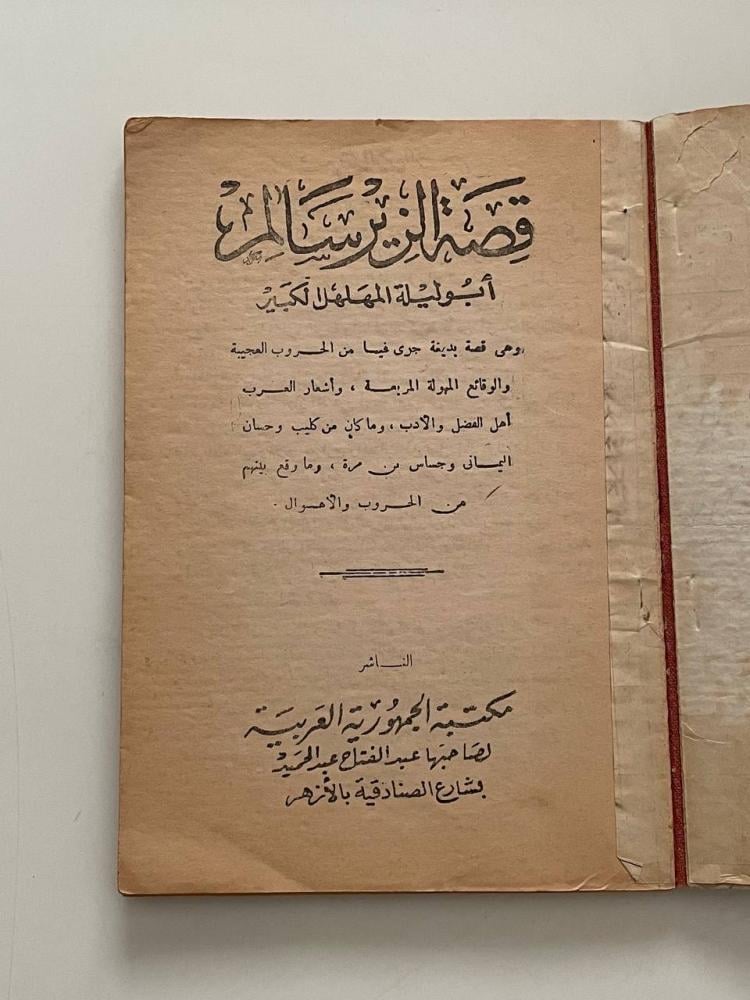 قصة الزير سالم
أبو ليلة المهلهل الكبير
وهى قصة بديعة جرى فيها من الحروب العجيبة
والوقائع المهولة المريعة ، وأشعار العرب
أهل الفضل والأدب ، وما كان من كليب وحسان
اليمانى وجساس بن مرة ، وما وقع بينهم
من الحروب والأهوال .
الناشر
مكتبة الجمهورية العربية
لصاحبها عبد الفتاح عبد الحميد
بشارع الصنادقية بالأزهر